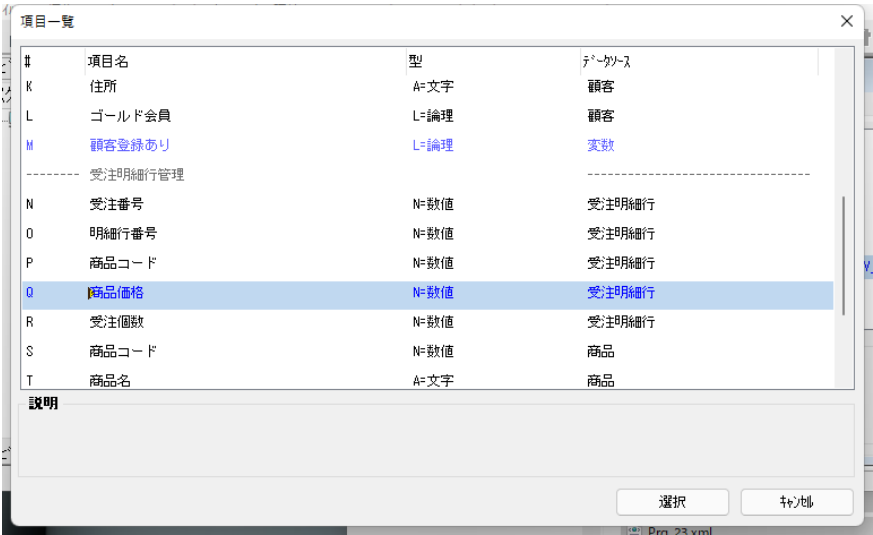 項目一覧
# 項目名 型 ﾃﾞｰﾀｿｰｽ
K 住所 A=文字 顧客
L ゴールド会員 L=論理 顧客
M 顧客登録あり L=論理 変数
-------- 受注明細行管理 --------------------------------
N 受注番号 N=数値 受注明細行
O 明細行番号 N=数値 受注明細行
P 商品コード N=数値 受注明細行
Q 商品価格 N=数値 受注明細行
R 受注個数 N=数値 受注明細行
S 商品コード N=数値 商品
T 商品名 A=文字 商品
説明
選択 ｷｬﾝｾﾙ
Prg_23.xml